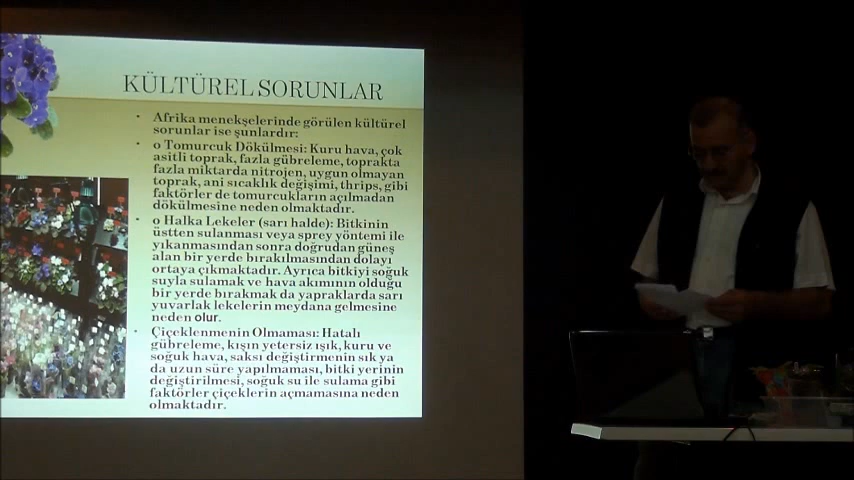 KÜLTÜREL SORUNLAR
• Afrika menekşelerinde görülen kültürel
sorunlar ise şunlardır:
• o Tomurcuk Dökülmesi: Kuru hava, çok
asitli toprak, fazla gübreleme, toprakta
fazla miktarda nitrojen, uygun olmayan
toprak, ani sıcaklık değişimi, thrips, gibi
faktörler de tomurcukların açılmadan
dökülmesine neden olmaktadır.
• o Halka Lekeler (sarı halde): Bitkinin
üstten sulanması veya sprey yöntemi ile
yıkanmasından sonra doğrudan güneş
alan bir yerde bırakılmasından dolayı
ortaya çıkmaktadır. Ayrıca bitkiyi soğuk
suyla sulamak ve hava akımının olduğu
bir yerde bırakmak da yapraklarda sarı
yuvarlak lekelerin meydana gelmesine
neden olur.
• Çiçeklenmenin Olmaması: Hatalı
gübreleme, kışın yetersiz ışık, kuru ve
soğuk hava, saksı değiştirmenin sık ya
da uzun süre yapılmaması, bitki yerinin
değiştirilmesi, soğuk su ile sulama gibi
faktörler çiçeklerin açmamasına neden
olmaktadır.